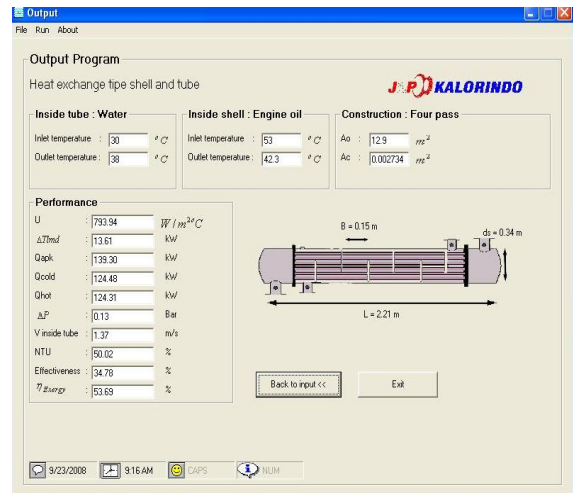 Output
File Run About
Output Program
Heat exchange tipe shell and tube
J P KALORINDO
Inside tube : Water
Inlet temperature : 30 °C
Outlet temperature : 38 °C
Inside shell : Engine oil
Inlet temperature : 53 °C
Outlet temperature : 42.3 °C
Construction : Four pass
Ao : 12.9 m²
Ac : 0.002734 m²
Performance
U : 793.94 W / m²°C
ΔTlmd : 13.61 kW
Qapk : 139.30 kW
Qcold : 124.48 kW
Qhot : 124.31 kW
ΔP : 0.13 Bar
V inside tube : 1.37 m/s
NTU : 50.02 %
Effectiveness : 34.78 %
η Exergy : 53.69 %
B = 0.15 m
ds = 0.34 m
L = 2.21 m
Back to input <<
Exit
9/23/2008 9:16 AM CAPS NUM